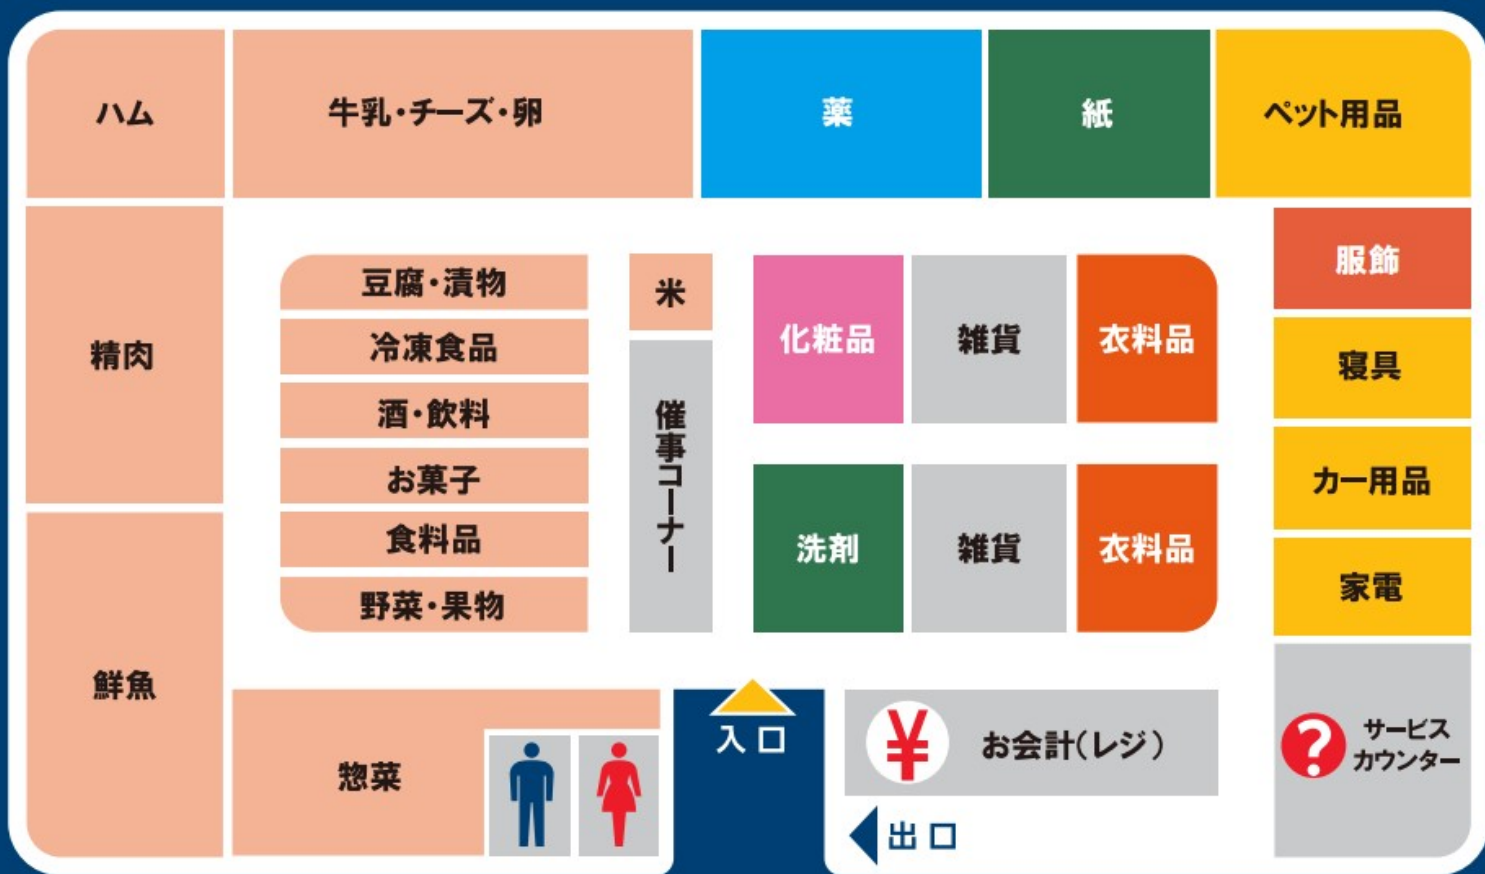 ハム
牛乳・チーズ・卵
薬
紙
ペット用品
精肉
鮮魚
豆腐・漬物
冷凍食品
酒・飲料
お菓子
食料品
野菜・果物
米
催事コーナー
化粧品
雑貨
衣料品
洗剤
雑貨
衣料品
服飾
寝具
カー用品
家電
惣菜
入口
¥
お会計(レジ)
出口
?
サービス
カウンター